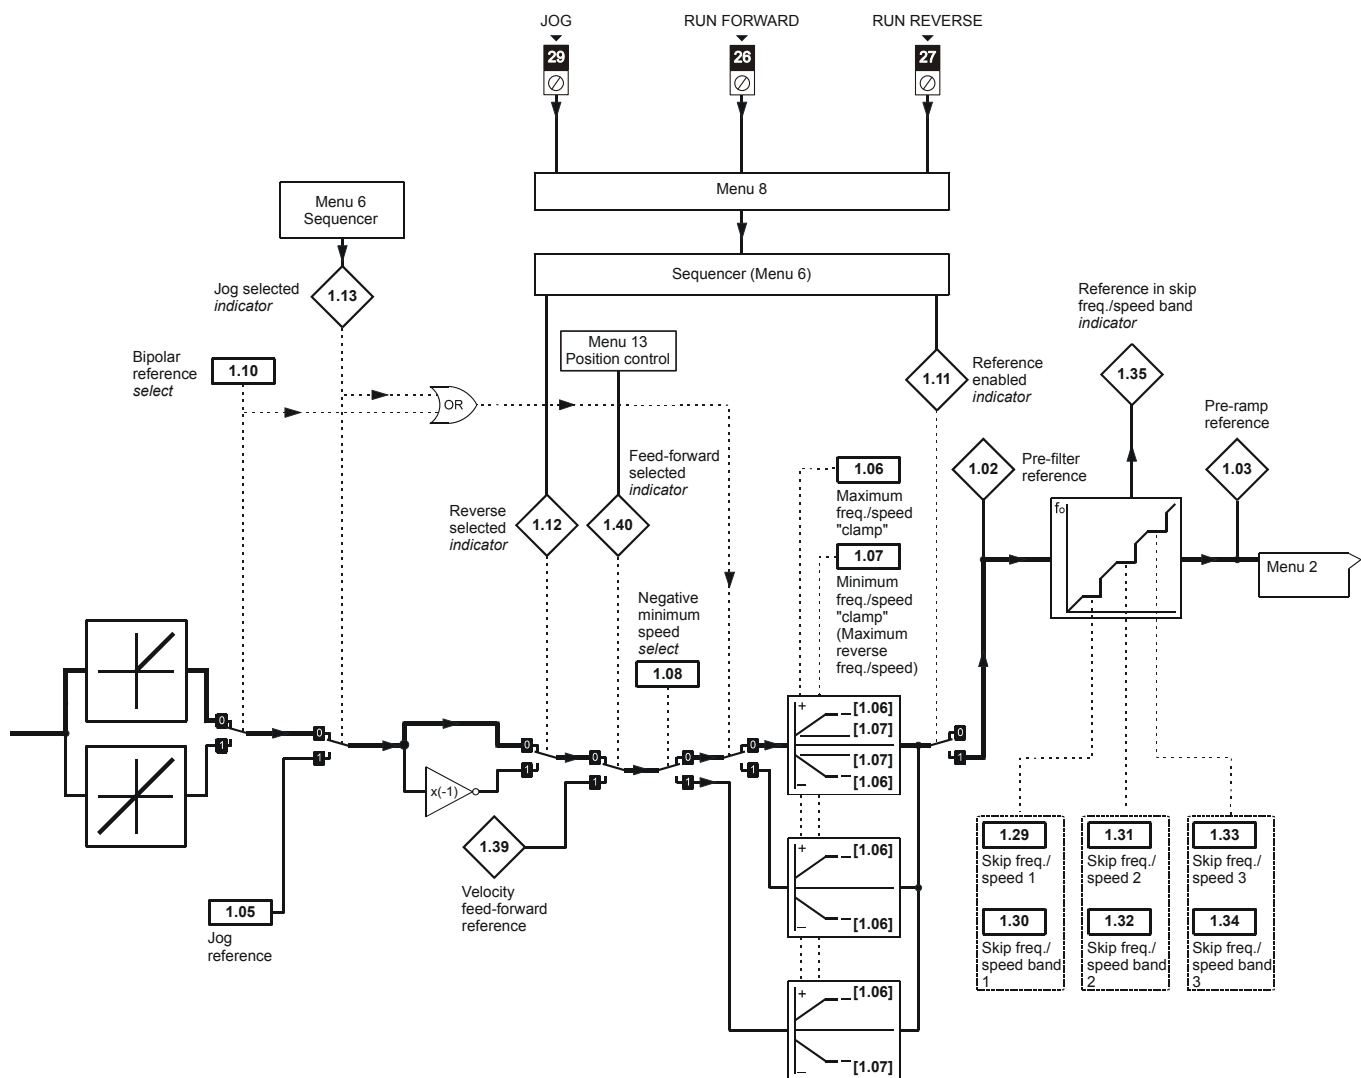 JOG
RUN FORWARD
RUN REVERSE
29
26
27
Menu 8
Menu 6
Sequencer
Sequencer (Menu 6)
Jog selected
indicator
1.13
Reference in skip
freq./speed band
indicator
Menu 13
Position control
Bipolar
reference
select
1.10
1.11
Reference
enabled
indicator
1.35
OR
Pre-ramp
reference
Feed-forward
selected
indicator
1.06
Maximum
freq./speed
"clamp"
1.02
Pre-filter
reference
1.03
Reverse
selected
indicator
1.12
1.40
fo
1.07
Minimum
freq./speed
"clamp"
(Maximum
reverse
freq./speed)
Menu 2
Negative
minimum
speed
select
1.08
0
1
0
1
0
1
0
1
0
1
0
1
0
1
x(-1)
+
[1.06]
[1.07]
[1.07]
[1.06]
–
1.39
Velocity
feed-forward
reference
+
[1.06]
[1.06]
–
1.05
Jog
reference
1.29
Skip freq./
speed 1
1.30
Skip freq./
speed band
1
1.31
Skip freq./
speed 2
1.32
Skip freq./
speed band
2
1.33
Skip freq./
speed 3
1.34
Skip freq./
speed band
3
+
[1.06]
[1.07]
–